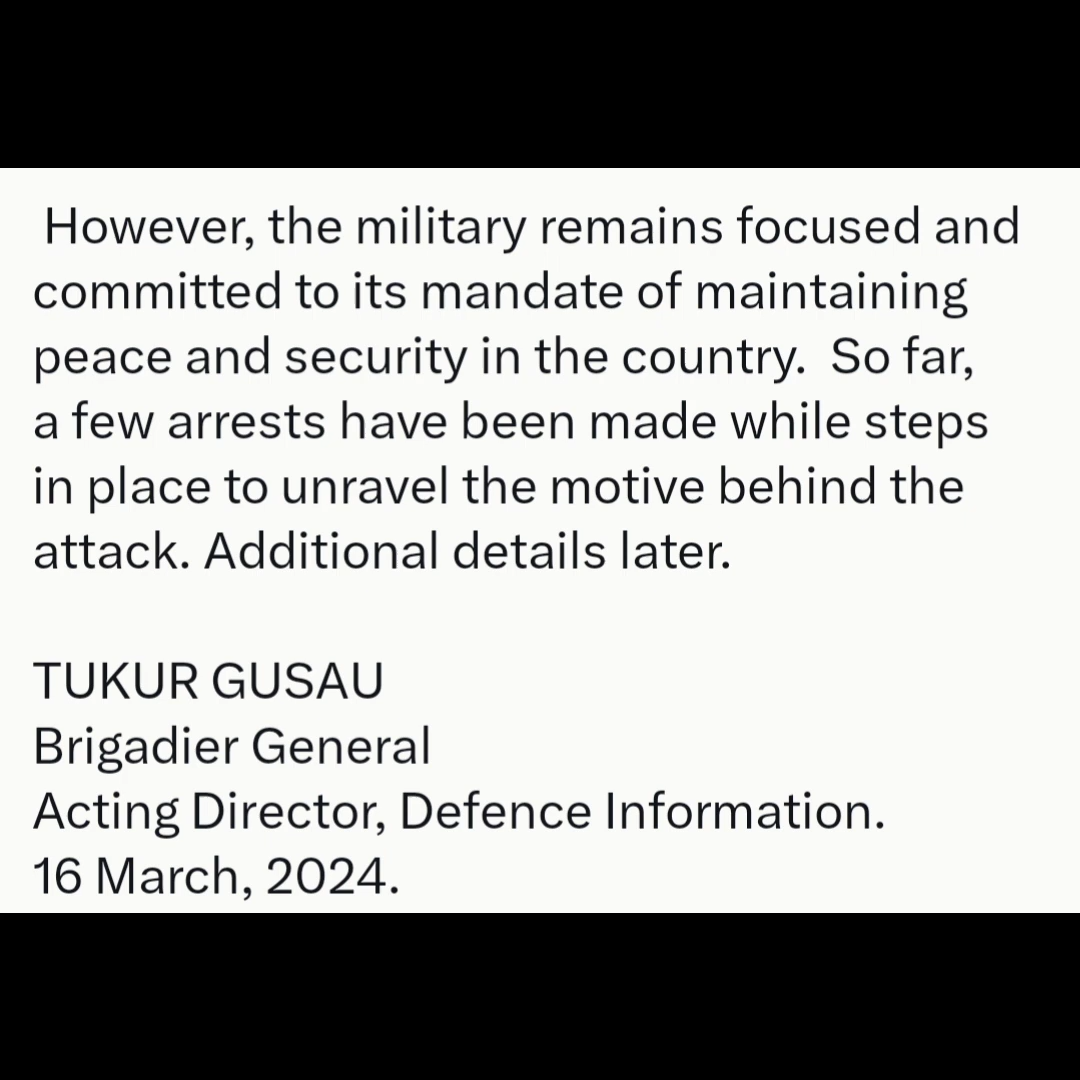 However, the military remains focused and
committed to its mandate of maintaining
peace and security in the country.  So far,
a few arrests have been made while steps
in place to unravel the motive behind the
attack. Additional details later.

TUKUR GUSAU
Brigadier General
Acting Director, Defence Information.
16 March, 2024.